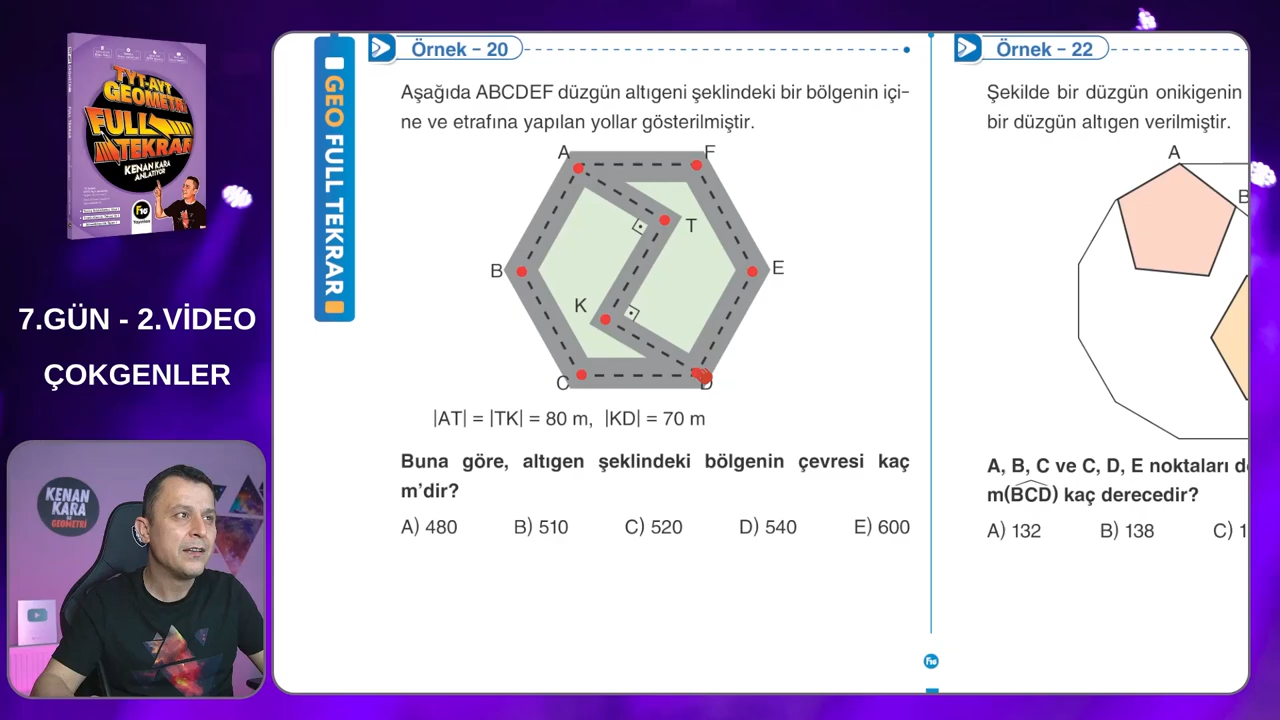 TYT-AYT
GEOMETRİ
FULL
TEKRAR
KENAN KARA
ANLATIYOR
7.GÜN - 2.VİDEO
ÇOKGENLER
KENAN
KARA
GEOMETRİ
GEO FULL TEKRAR
Örnek – 20
Aşağıda ABCDEF düzgün altıgeni şeklindeki bir bölgenin içi-
ne ve etrafına yapılan yollar gösterilmiştir.
A
F
T
B
E
K
C
D
|AT| = |TK| = 80 m, |KD| = 70 m
Buna göre, altıgen şeklindeki bölgenin çevresi kaç
m'dir?
A) 480 B) 510 C) 520 D) 540 E) 600
Örnek – 22
Şekilde bir düzgün onikigenin
bir düzgün altıgen verilmiştir.
A
B
A, B, C ve C, D, E noktaları
m(BCD) kaç derecedir?
A) 132 B) 138 C) 1
F10